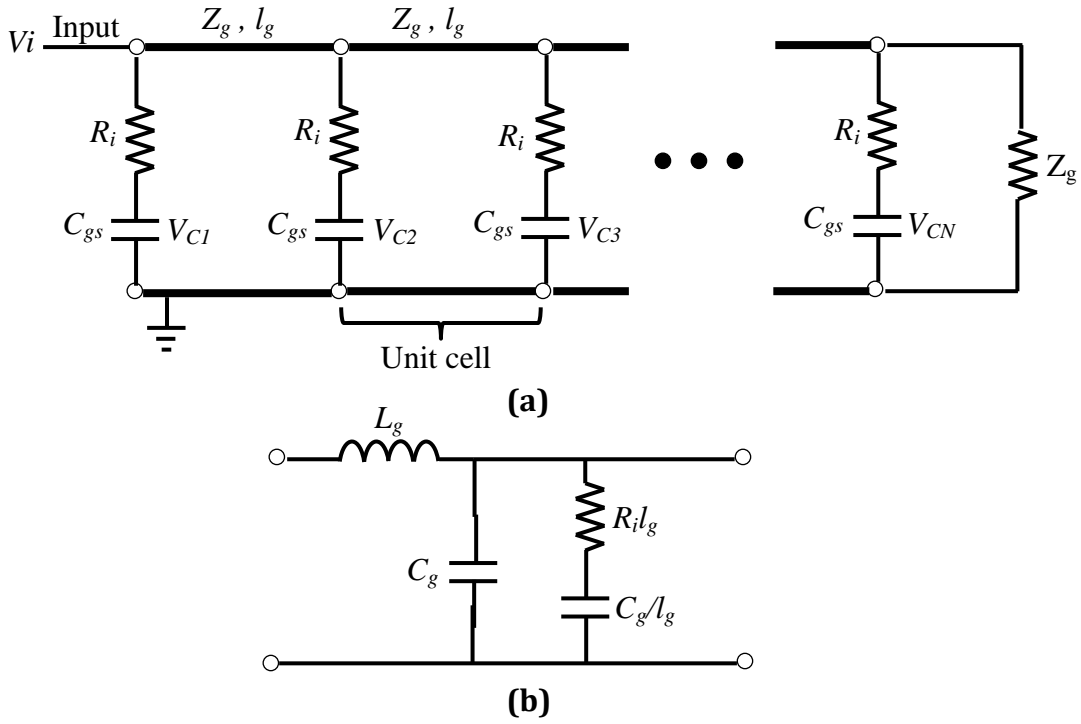 Vi Input Z_g , l_g Z_g , l_g
R_i R_i R_i R_i Z_g
C_gs V_C1 C_gs V_C2 C_gs V_C3 C_gs V_CN
Unit cell
(a)
L_g
R_i l_g
C_g
C_g/l_g
(b)